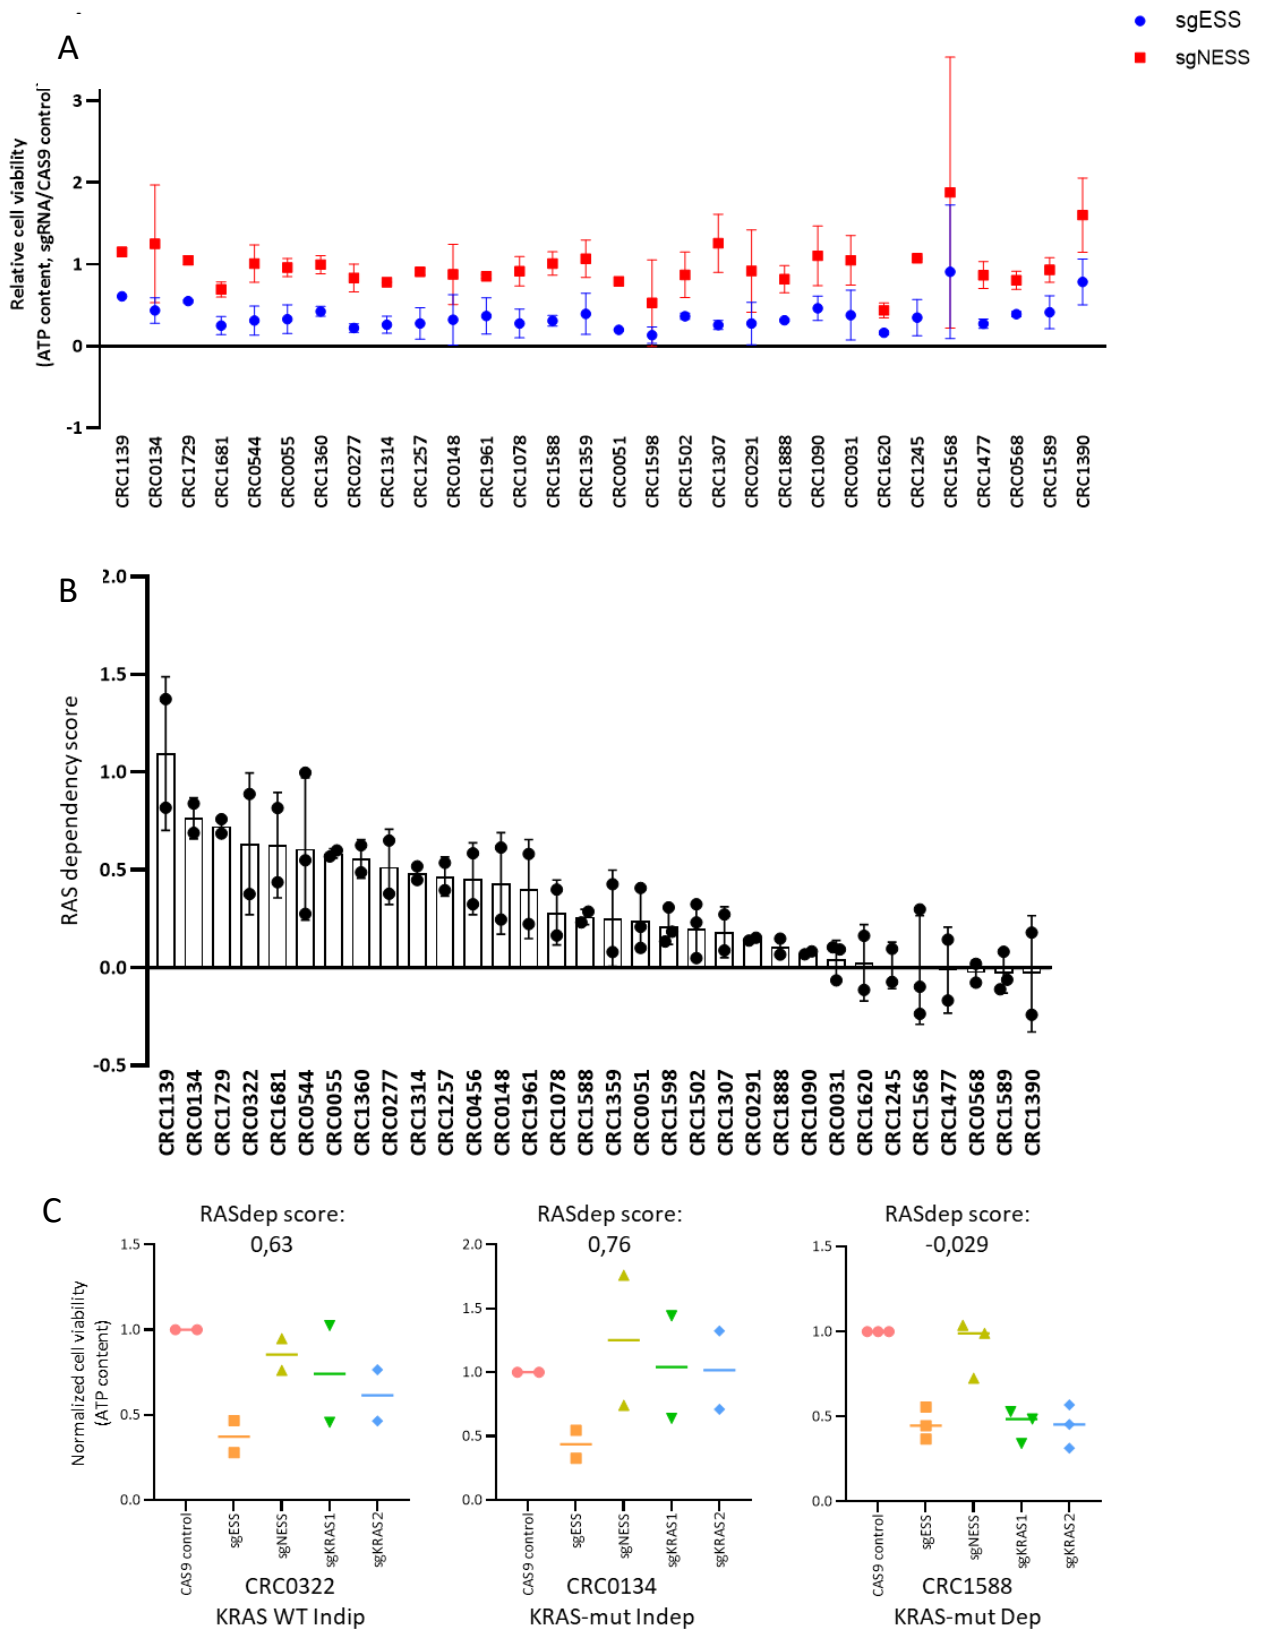 sgESS
sgNESS
A
Relative cell viability
(ATP content, sgRNA/CAS9 control
3
2
1
0
-1
CRC1139
CRC0134
CRC1729
CRC1681
CRC0544
CRC0055
CRC1360
CRC0277
CRC1314
CRC1257
CRC0148
CRC1961
CRC1078
CRC1588
CRC1359
CRC0051
CRC1598
CRC1502
CRC1307
CRC0291
CRC1888
CRC1090
CRC0031
CRC1620
CRC1245
CRC1568
CRC1477
CRC0568
CRC1589
CRC1390
B
RAS dependency score
2.0
1.5
1.0
0.5
0.0
-0.5
CRC1139
CRC0134
CRC1729
CRC0322
CRC1681
CRC0544
CRC0055
CRC1360
CRC0277
CRC1314
CRC1257
CRC0456
CRC0148
CRC1961
CRC1078
CRC1588
CRC1359
CRC0051
CRC1598
CRC1502
CRC1307
CRC0291
CRC1888
CRC1090
CRC0031
CRC1620
CRC1245
CRC1568
CRC1477
CRC0568
CRC1589
CRC1390
C
RASdep score:
0,63
Normalized cell viability
(ATP content)
1.5
1.0
0.5
0.0
CAS9 control
sgESS
sgNESS
sgKRAS1
sgKRAS2
CRC0322
KRAS WT Indip
RASdep score:
0,76
2.0
1.5
1.0
0.5
0.0
CAS9 control
sgESS
sgNESS
sgKRAS1
sgKRAS2
CRC0134
KRAS-mut Indep
RASdep score:
-0,029
1.5
1.0
0.5
0.0
CAS9 control
sgESS
sgNESS
sgKRAS1
sgKRAS2
CRC1588
KRAS-mut Dep